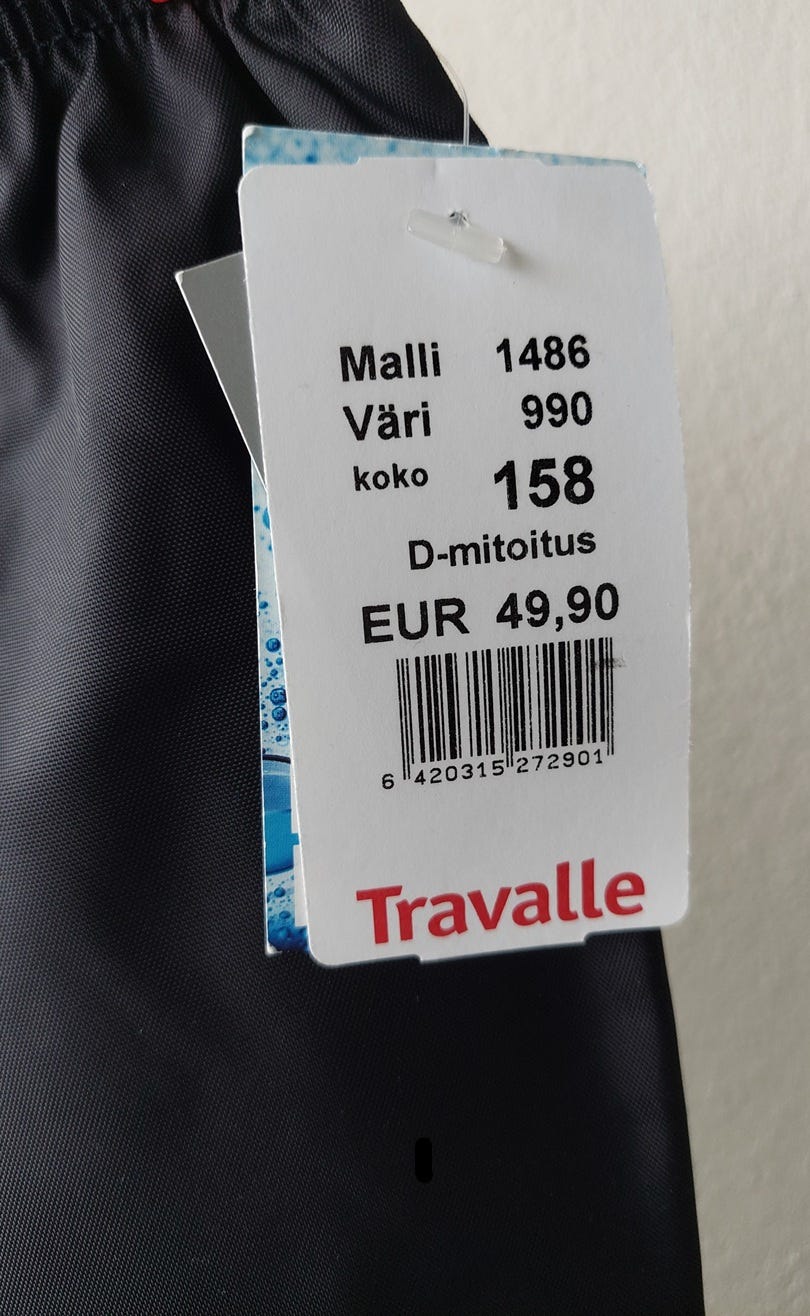 Malli 1486
Väri 990
koko 158
D-mitoitus
EUR 49,90
6 420315 272901
Travalle